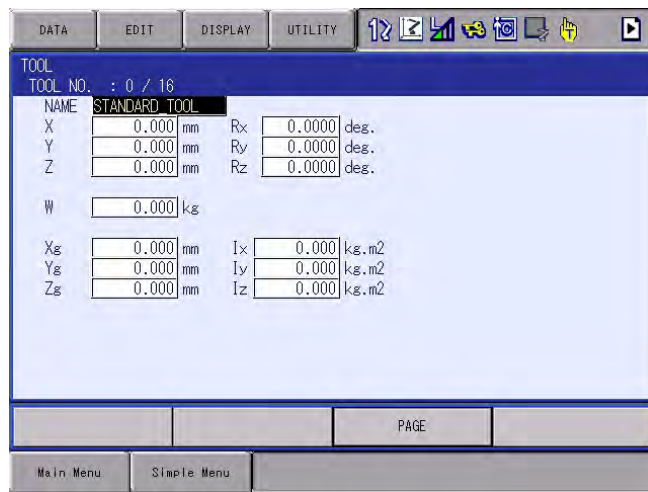 DATA EDIT DISPLAY UTILITY
TOOL
TOOL NO. : 0 / 16
NAME STANDARD_TOOL
X 0.000 mm Rx 0.0000 deg.
Y 0.000 mm Ry 0.0000 deg.
Z 0.000 mm Rz 0.0000 deg.
W 0.000 kg
Xg 0.000 mm Ix 0.000 kg.m2
Yg 0.000 mm Iy 0.000 kg.m2
Zg 0.000 mm Iz 0.000 kg.m2
PAGE
Main Menu Simple Menu